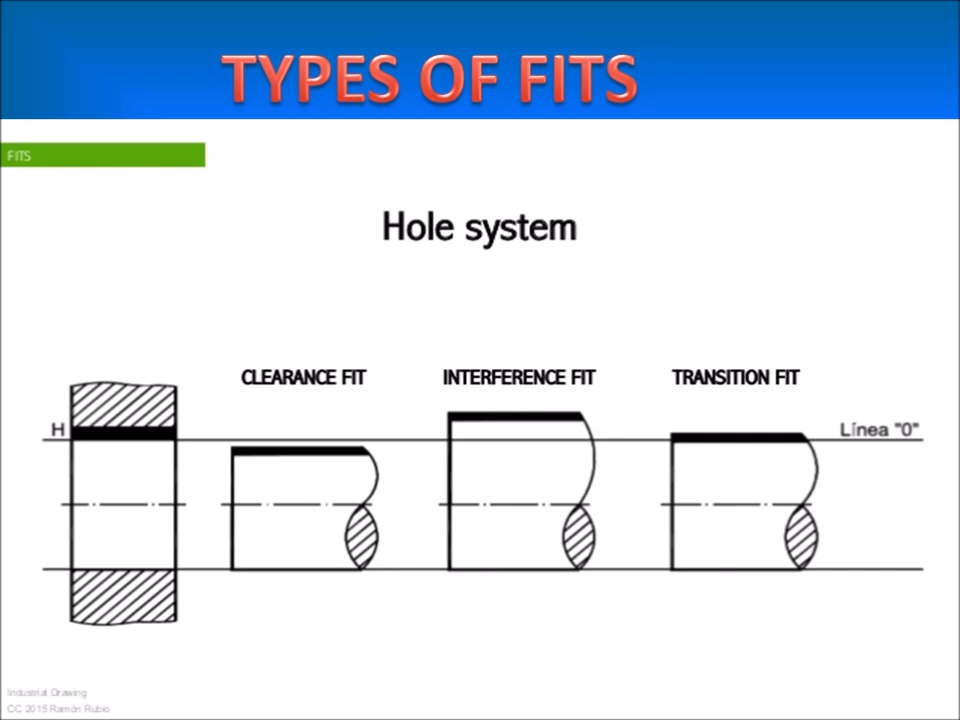 TYPES OF FITS
FITS
Hole system
CLEARANCE FIT
INTERFERENCE FIT
TRANSITION FIT
H
Línea "0"
Industrial Drawing
CC 2015 Ramón Rubio